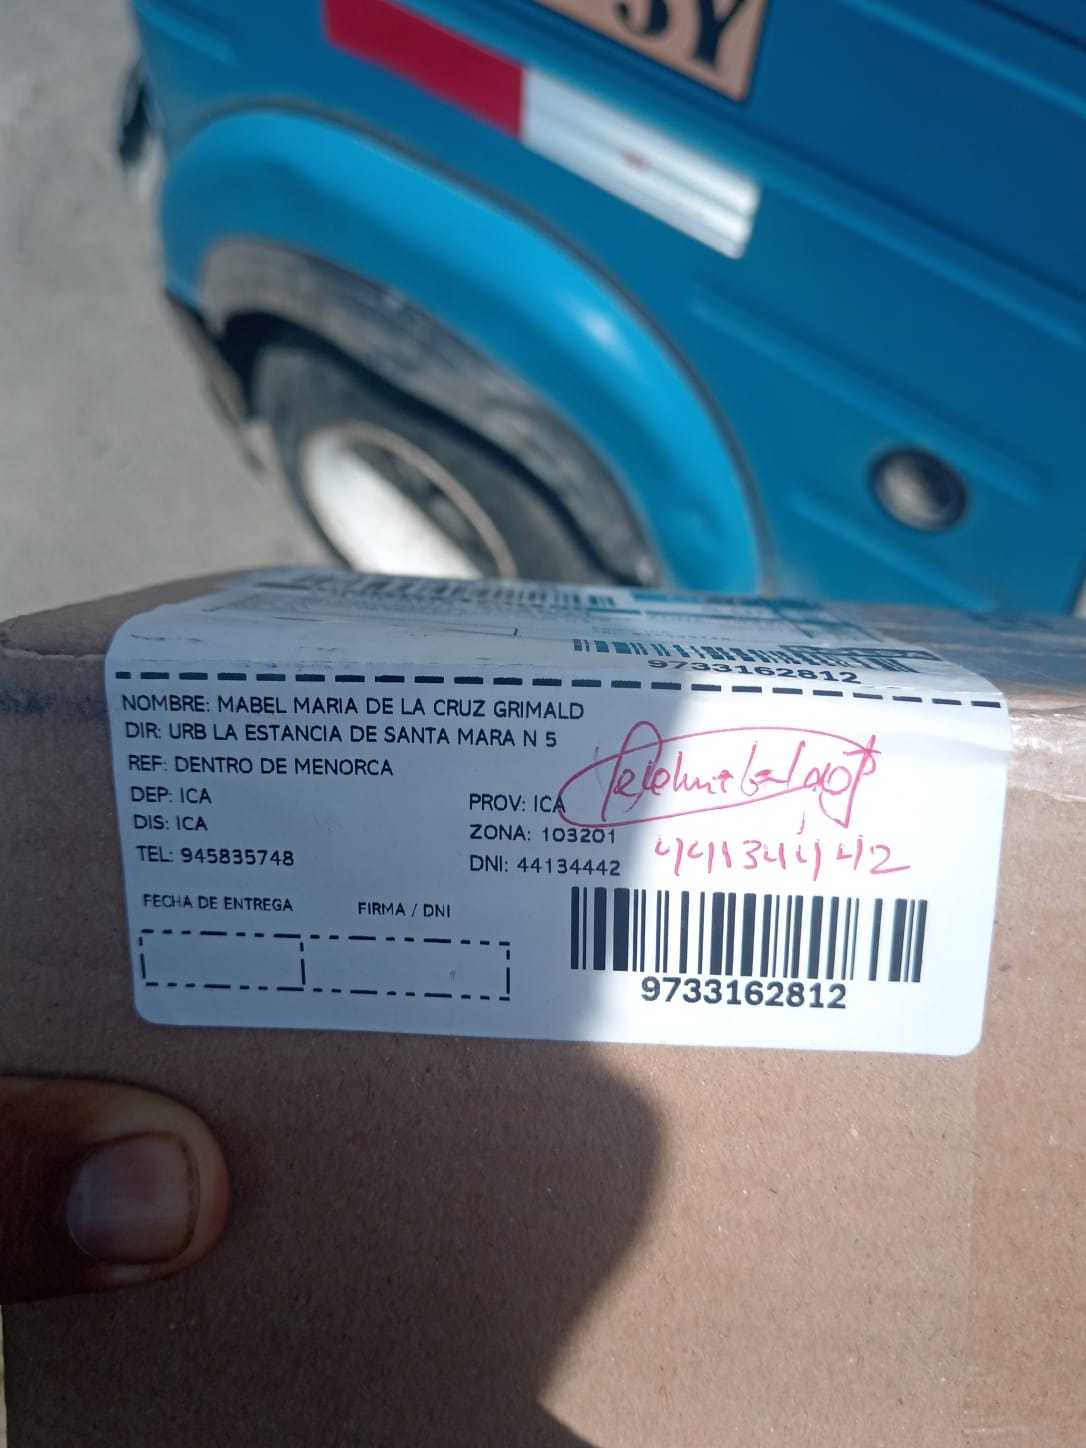 5Y
9733162812
NOMBRE: MABEL MARIA DE LA CRUZ GRIMALD
DIR: URB LA ESTANCIA DE SANTA MARA N 5
REF: DENTRO DE MENORCA
DEP: ICA
PROV: ICA
DIS: ICA
ZONA: 103201
TEL: 945835748
DNI: 44134442
44134442
FECHA DE ENTREGA
FIRMA / DNI
9733162812